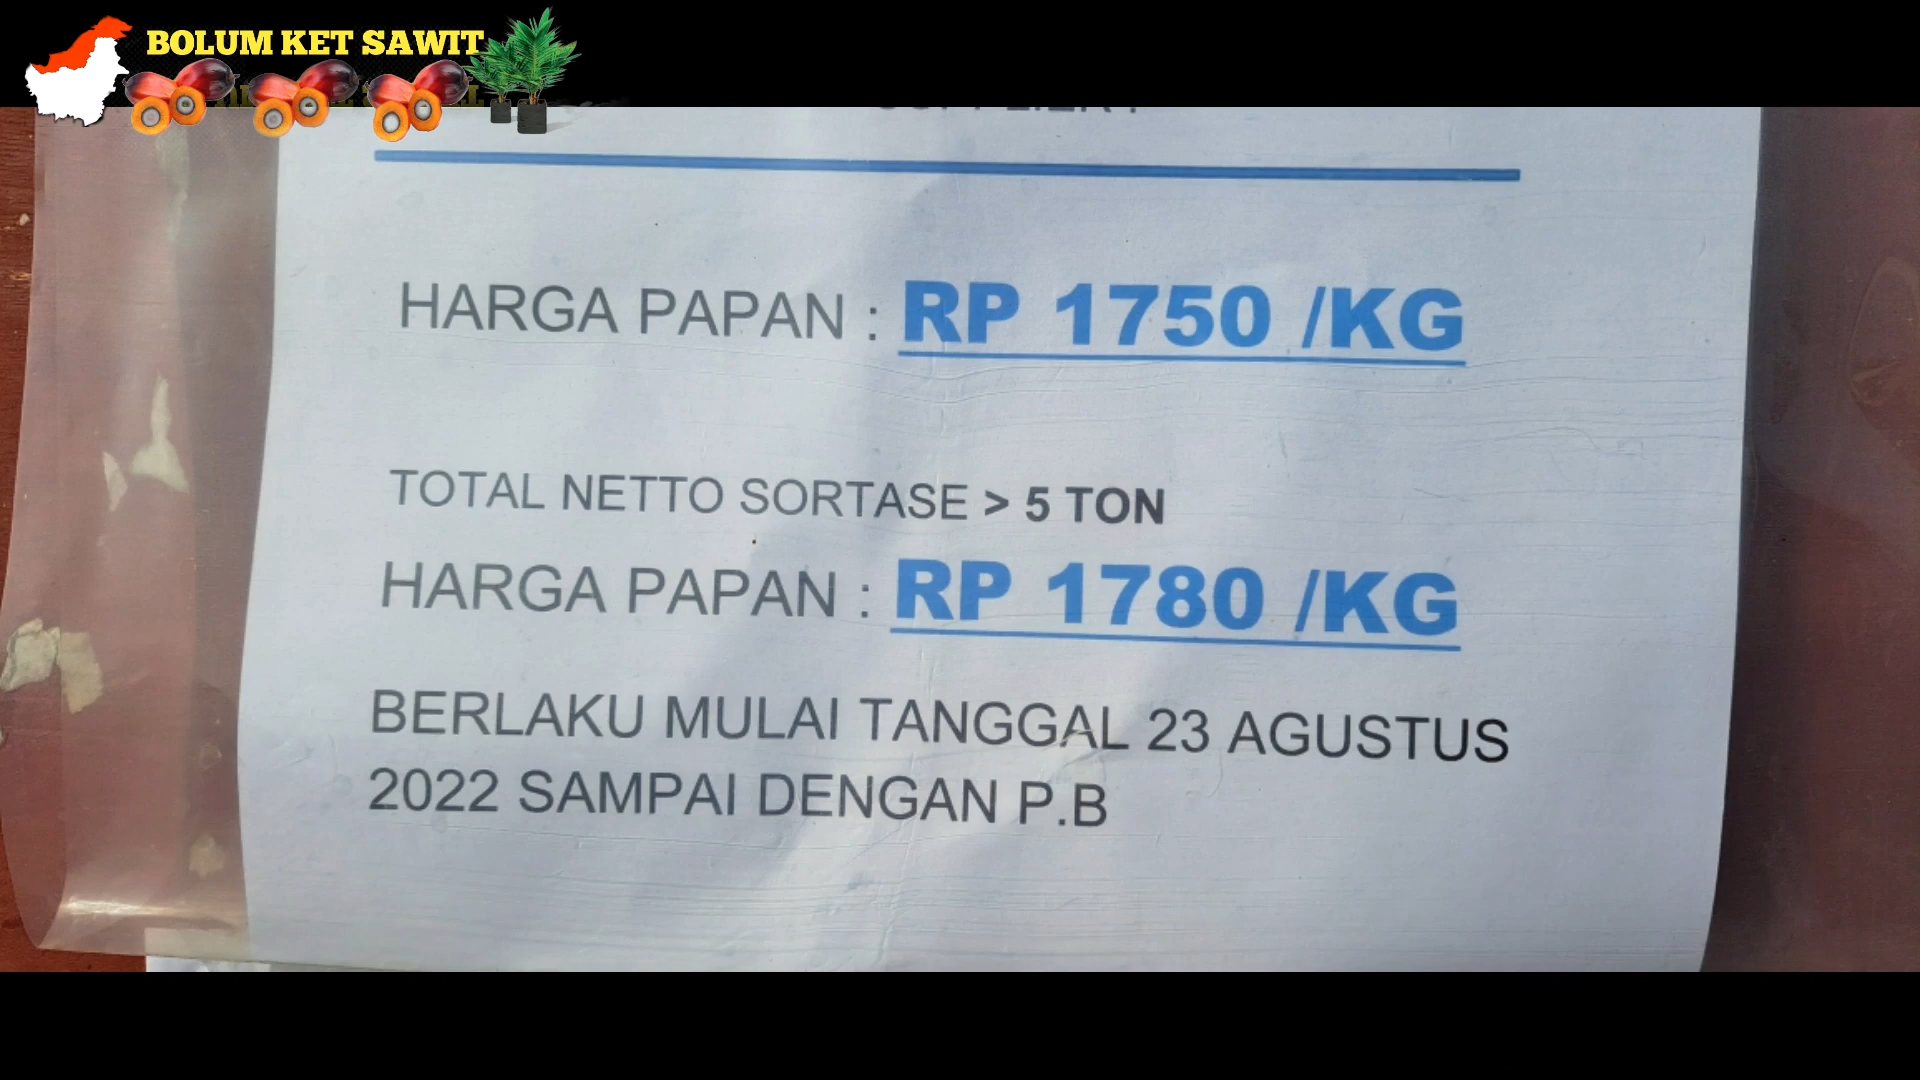 BOLUM KET SAWIT
HARGA PAPAN : RP 1750 /KG
TOTAL NETTO SORTASE > 5 TON
HARGA PAPAN : RP 1780 /KG
BERLAKU MULAI TANGGAL 23 AGUSTUS
2022 SAMPAI DENGAN P.B